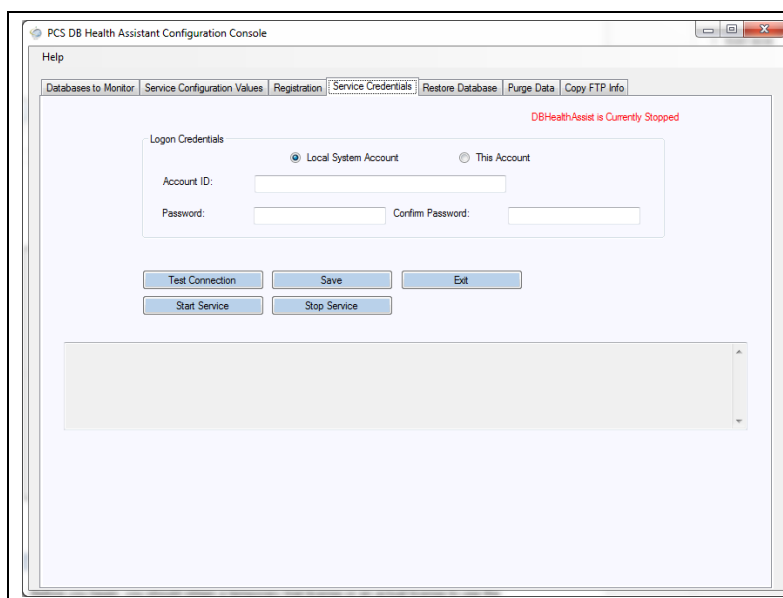 PCS DB Health Assistant Configuration Console
Help
Databases to Monitor Service Configuration Values Registration Service Credentials Restore Database Purge Data Copy FTP Info
DBHealthAssist is Currently Stopped
Logon Credentials
Local System Account This Account
Account ID:
Password: Confirm Password:
Test Connection Save Exit
Start Service Stop Service